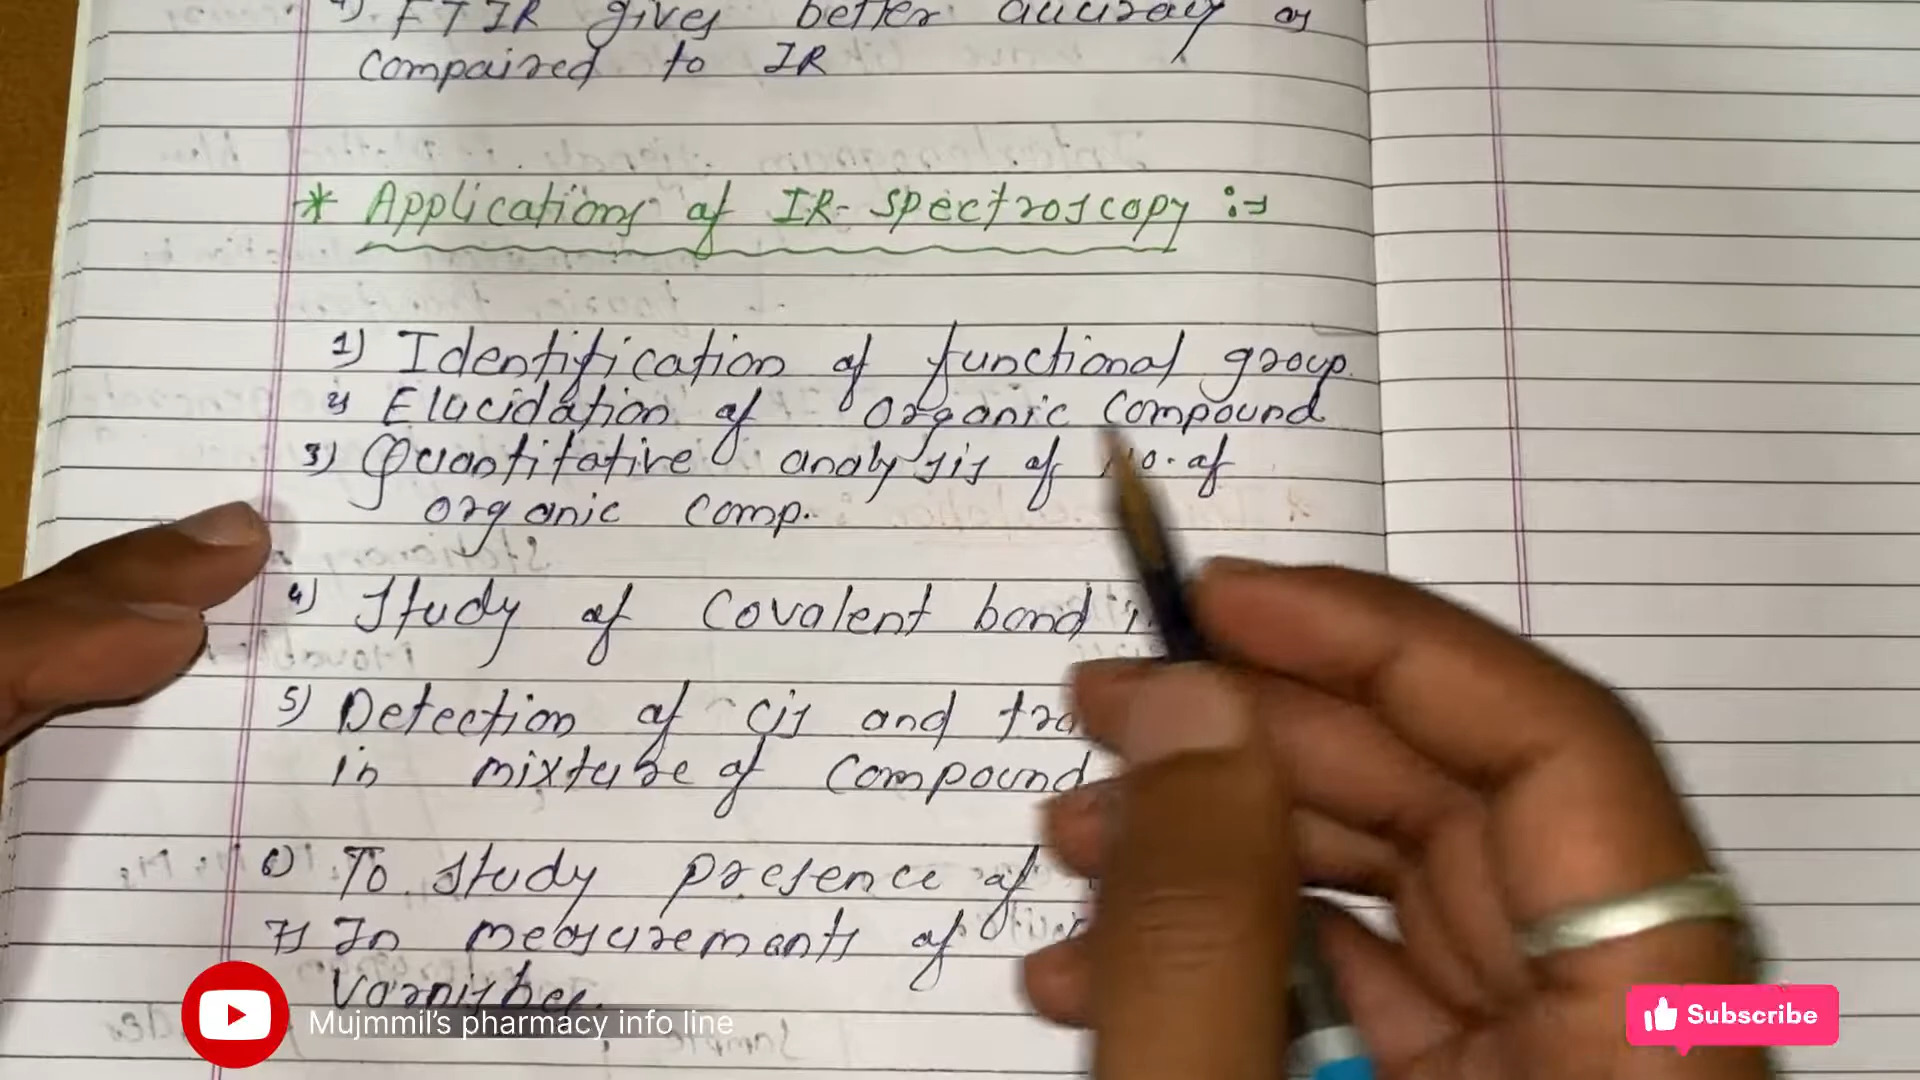 4) FTIR gives better accuracy as
compaired to IR
* Applications of IR-spectroscopy :-
1) Identification of functional group.
2) Elucidation of organic compound
3) Quantitative analysis of no. of
organic comp.
4) Study of covalent bond
5) Detection of cis and
in mixture of compound
6) To study presence of
7) In measurements of
Varnishes.
Mujmmil's pharmacy info line
Subscribe